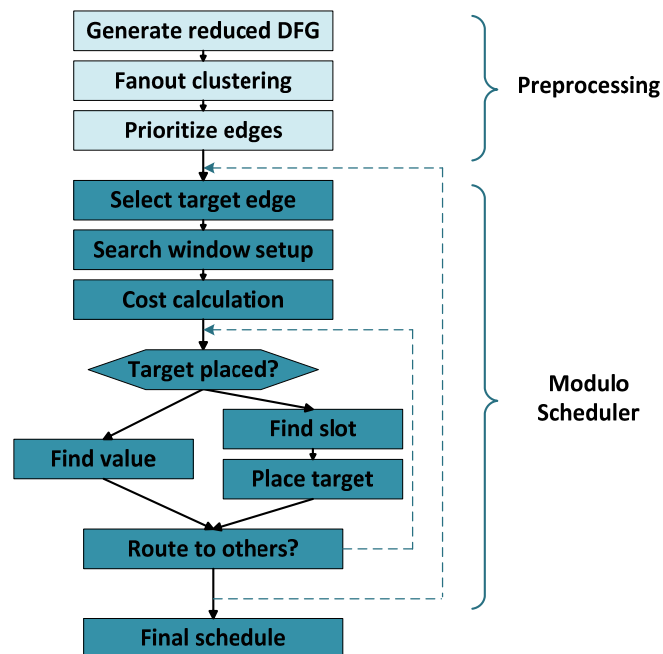 Generate reduced DFG
Fanout clustering
Prioritize edges
Preprocessing
Select target edge
Search window setup
Cost calculation
Target placed?
Find value
Find slot
Place target
Route to others?
Final schedule
Modulo
Scheduler